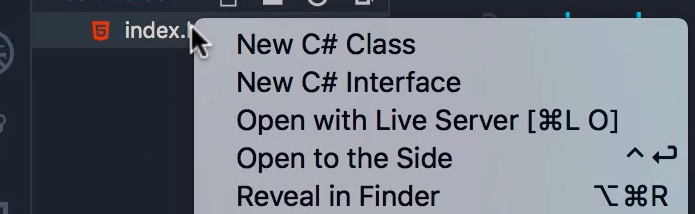 index.
New C# Class
New C# Interface
Open with Live Server [⌘L O]
Open to the Side ^ ↩
Reveal in Finder ⌥⌘R